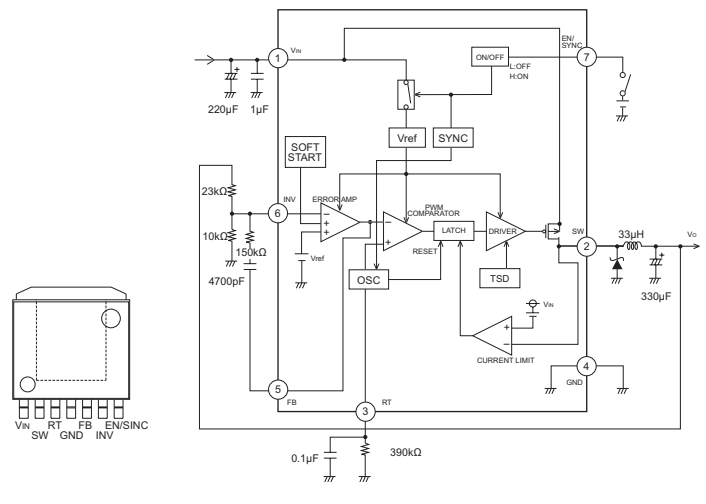 VIN
1
220µF
1µF
ON/OFF
L:OFF
H:ON
EN/
SYNC
7
Vref
SYNC
SOFT
START
23kΩ
INV
6
ERROR AMP
PWM
COMPARATOR
LATCH
DRIVER
SW
2
33µH
VO
10kΩ
150kΩ
4700pF
Vref
OSC
RESET
TSD
330µF
VIN
CURRENT LIMIT
4
GND
5
FB
3
RT
0.1µF
390kΩ
VIN
SW
RT
GND
FB
INV
EN/SINC
−
+
+
−
+
+
−
+
+